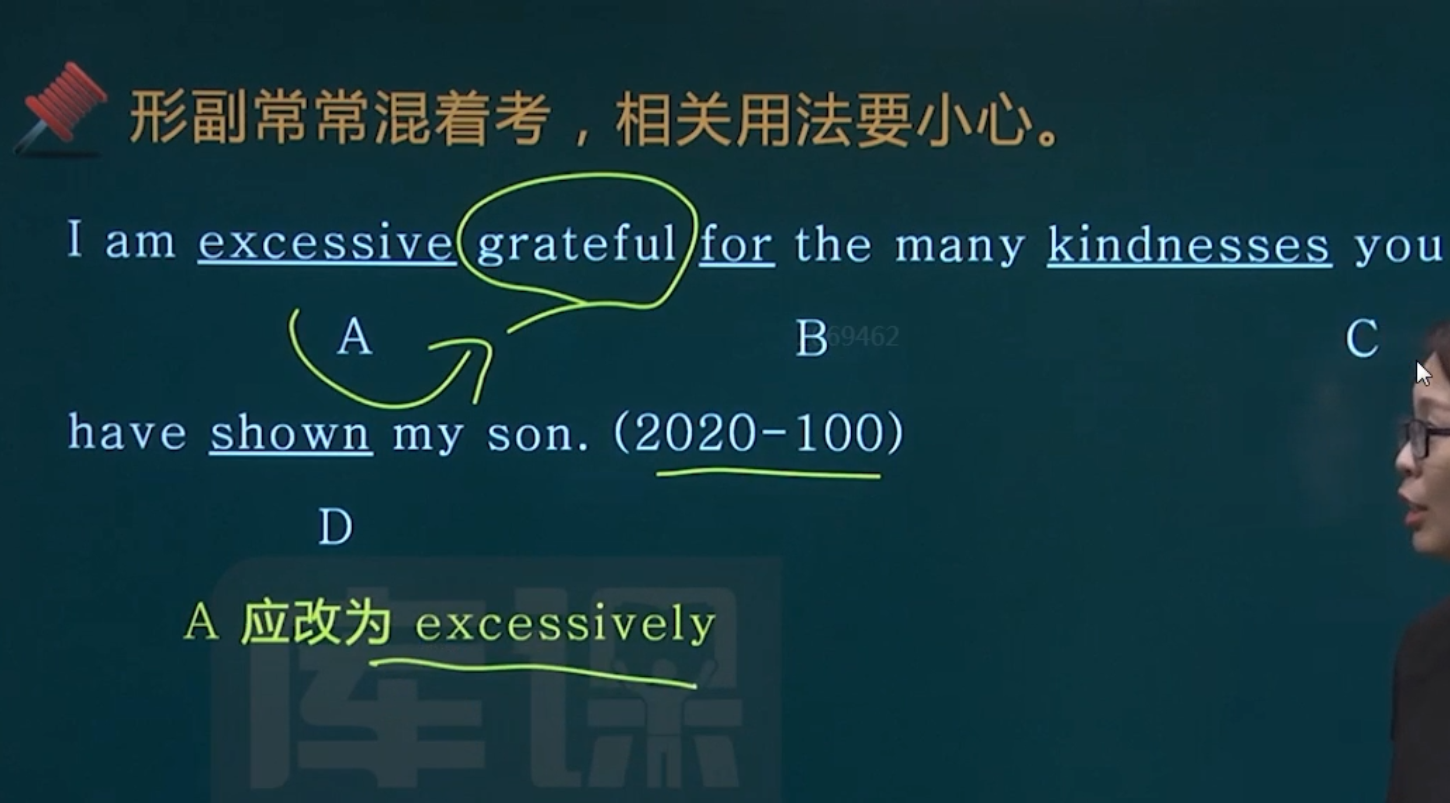 形副常常混着考，相关用法要小心。
I am excessive grateful for the many kindnesses you
A B69462 C
have shown my son. (2020-100)
D
A 应改为 excessively
库课